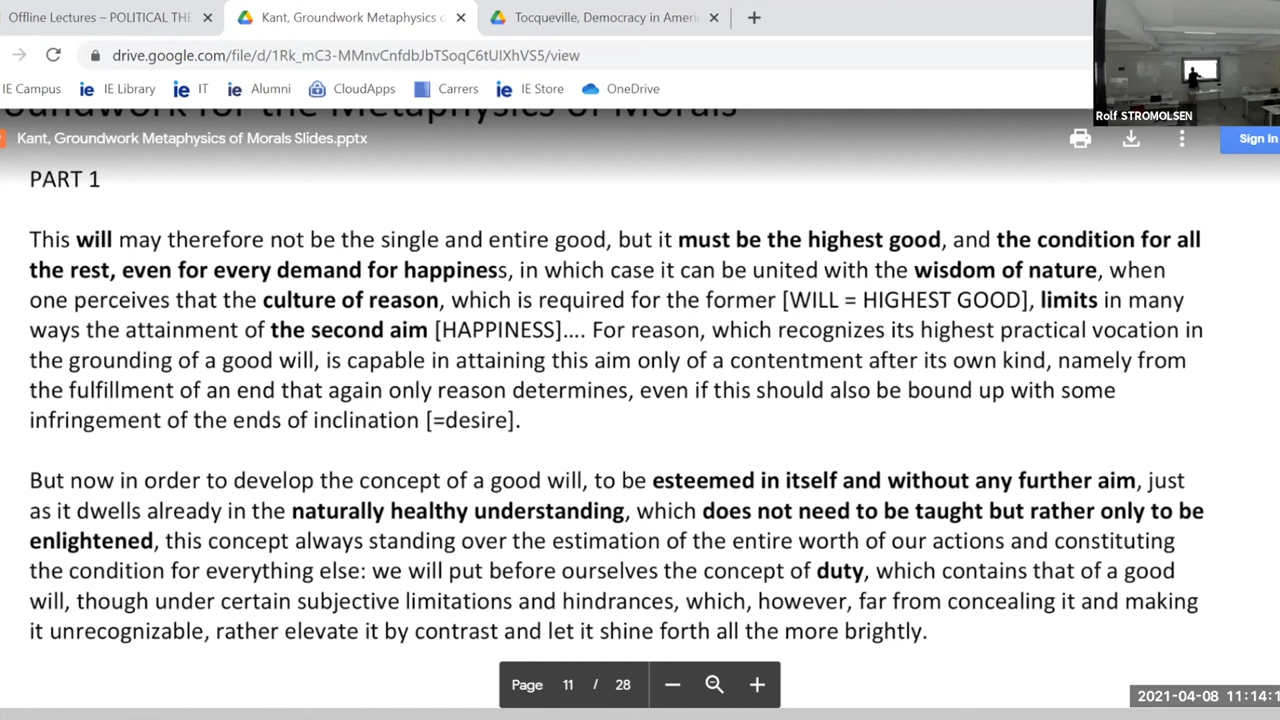 Offline Lectures – POLITICAL THE
Kant, Groundwork Metaphysics o
Tocqueville, Democracy in Ameri
drive.google.com/file/d/1Rk_mC3-MMnvCnfdbJbTSoqC6tUIXhVS5/view
IE Campus
ie IE Library
ie IT
ie Alumni
CloudApps
Carrers
ie IE Store
OneDrive
Rolf STROMOLSEN
oundwork for the Metaphysics of Morals
Kant, Groundwork Metaphysics of Morals Slides.pptx
Sign In
PART 1
This will may therefore not be the single and entire good, but it must be the highest good, and the condition for all
the rest, even for every demand for happiness, in which case it can be united with the wisdom of nature, when
one perceives that the culture of reason, which is required for the former [WILL = HIGHEST GOOD], limits in many
ways the attainment of the second aim [HAPPINESS].... For reason, which recognizes its highest practical vocation in
the grounding of a good will, is capable in attaining this aim only of a contentment after its own kind, namely from
the fulfillment of an end that again only reason determines, even if this should also be bound up with some
infringement of the ends of inclination [=desire].
But now in order to develop the concept of a good will, to be esteemed in itself and without any further aim, just
as it dwells already in the naturally healthy understanding, which does not need to be taught but rather only to be
enlightened, this concept always standing over the estimation of the entire worth of our actions and constituting
the condition for everything else: we will put before ourselves the concept of duty, which contains that of a good
will, though under certain subjective limitations and hindrances, which, however, far from concealing it and making
it unrecognizable, rather elevate it by contrast and let it shine forth all the more brightly.
Page 11 / 28
2021-04-08 11:14:1